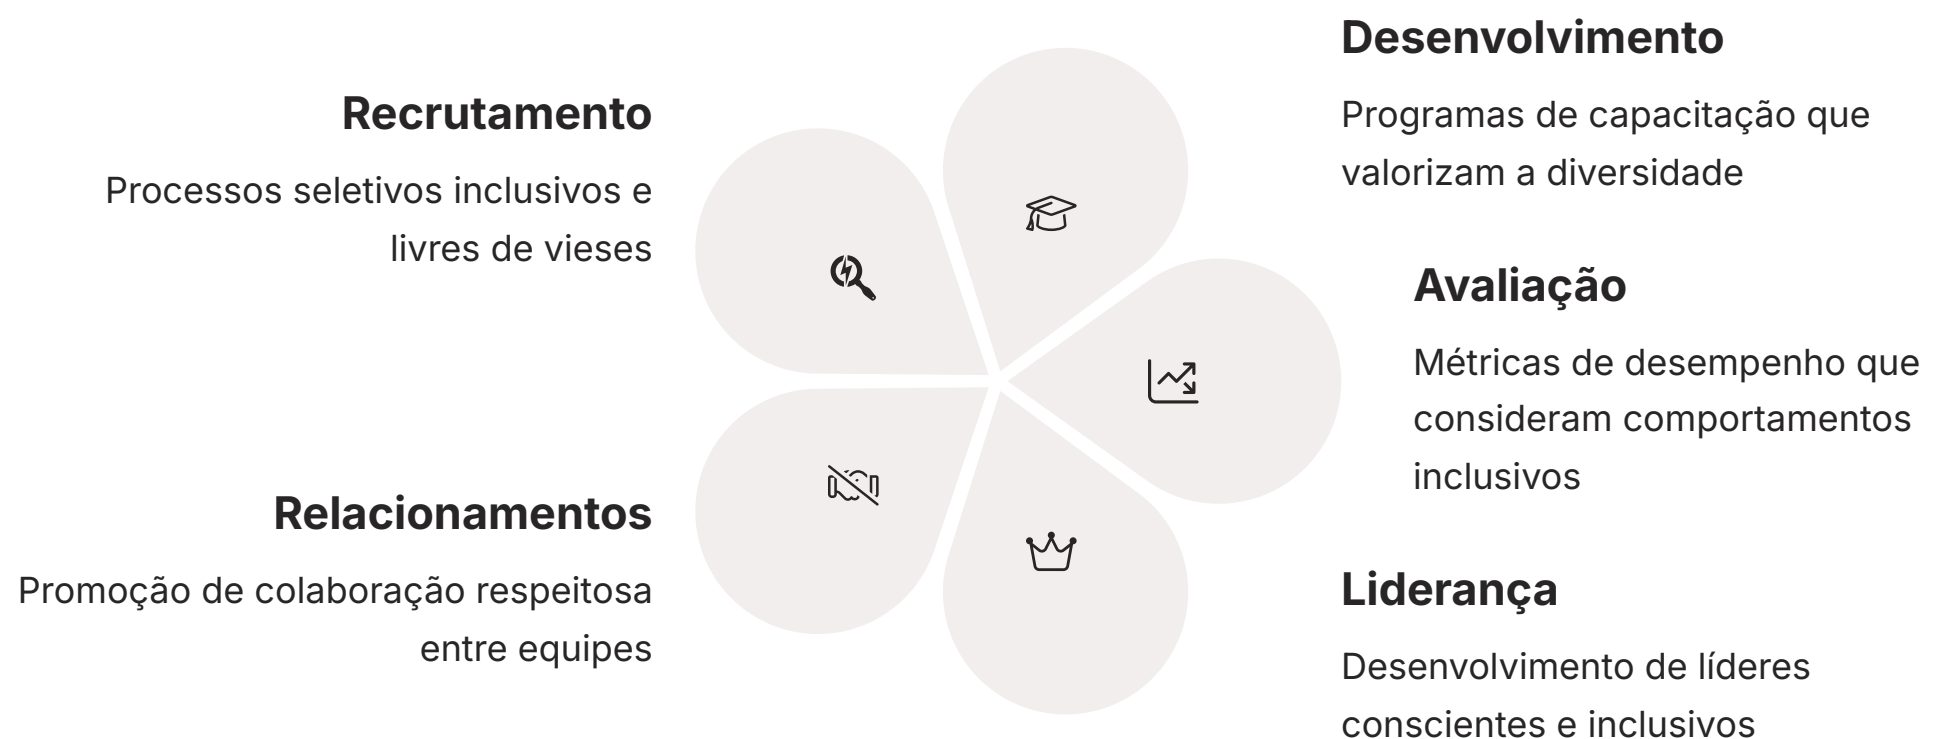 Recrutamento
Processos seletivos inclusivos e
livres de vieses
Desenvolvimento
Programas de capacitação que
valorizam a diversidade
Avaliação
Métricas de desempenho que
consideram comportamentos
inclusivos
Liderança
Desenvolvimento de líderes
conscientes e inclusivos
Relacionamentos
Promoção de colaboração respeitosa
entre equipes